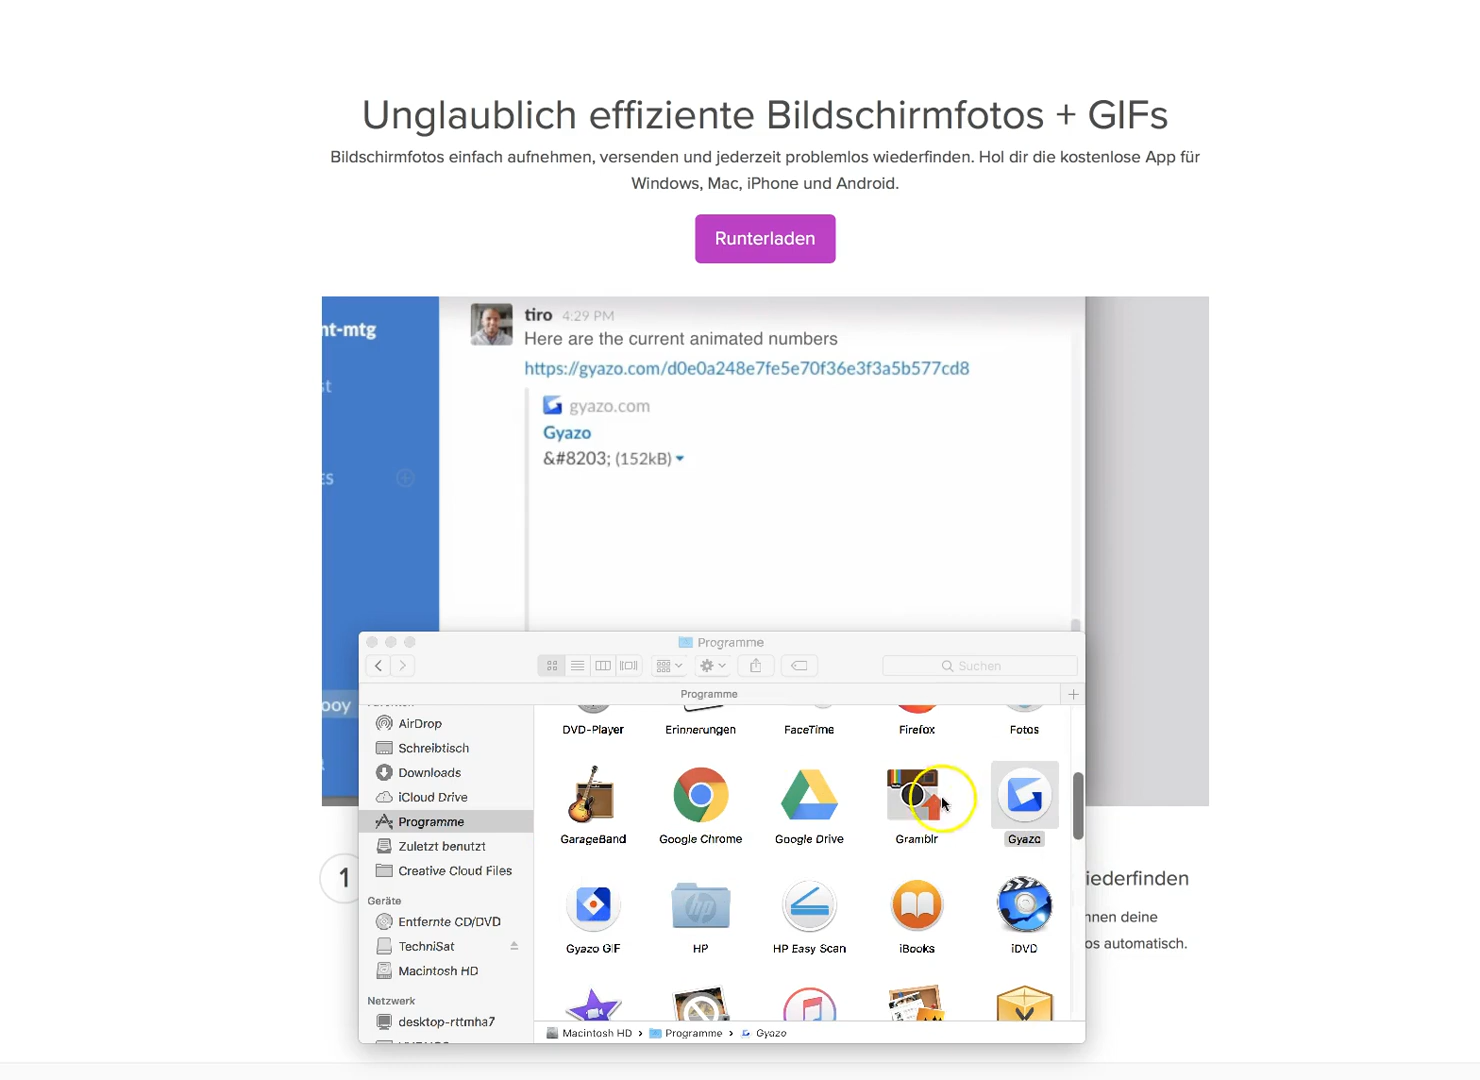 Unglaublich effiziente Bildschirmfotos + GIFs
Bildschirmfotos einfach aufnehmen, versenden und jederzeit problemlos wiederfinden. Hol dir die kostenlose App für
Windows, Mac, iPhone und Android.
Runterladen
nt-mtg
tiro 4:29 PM
Here are the current animated numbers
https://gyazo.com/d0e0a248e7fe5e70f36e3f3a5b577cd8
gyazo.com
Gyazo
&#8203; (152kB)
st
ES
ooy
Programme
Suchen
Programme
AirDrop
Schreibtisch
Downloads
iCloud Drive
Programme
Zuletzt benutzt
Creative Cloud Files
Geräte
Entfernte CD/DVD
TechniSat
Macintosh HD
Netzwerk
desktop-rttmha7
DVD-Player Erinnerungen FaceTime Firefox Fotos
GarageBand Google Chrome Google Drive Gramblr Gyazo
Gyazo GIF HP HP Easy Scan iBooks iDVD
Macintosh HD › Programme › Gyazo
1
iederfinden
nnen deine
os automatisch.